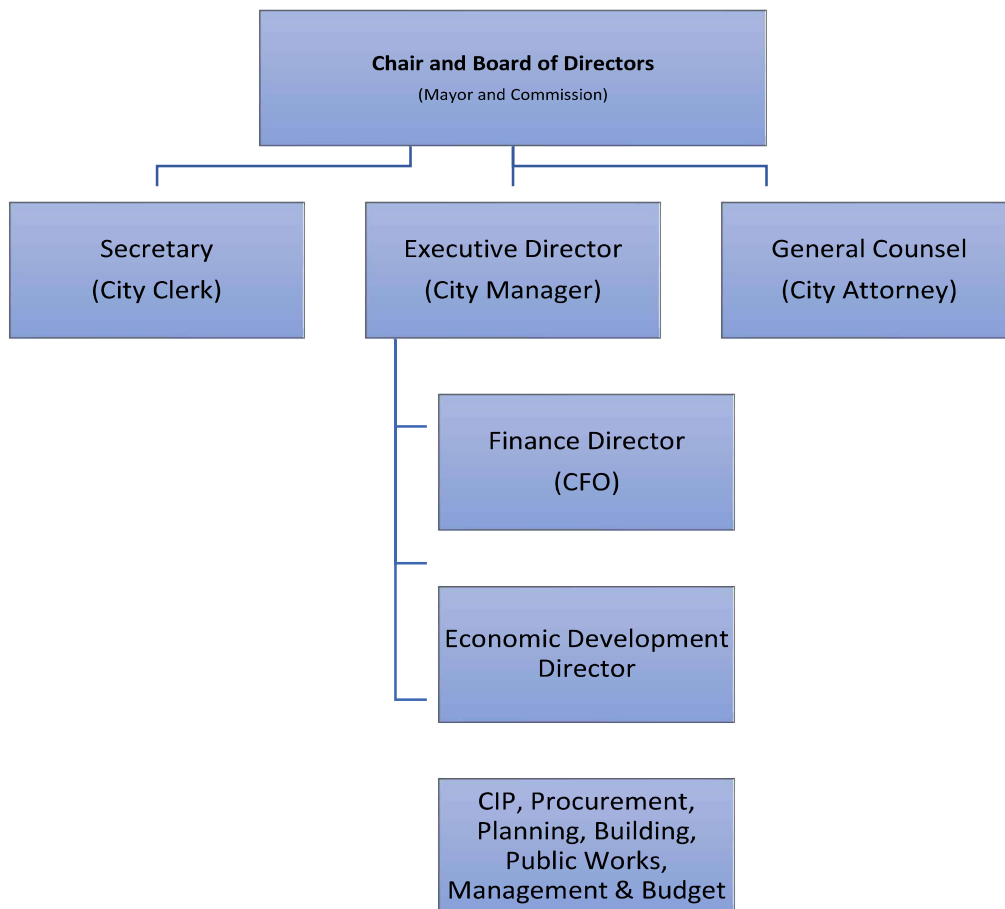 Chair and Board of Directors
(Mayor and Commission)
Secretary
(City Clerk)
Executive Director
(City Manager)
General Counsel
(City Attorney)
Finance Director
(CFO)
Economic Development
Director
CIP, Procurement,
Planning, Building,
Public Works,
Management & Budget